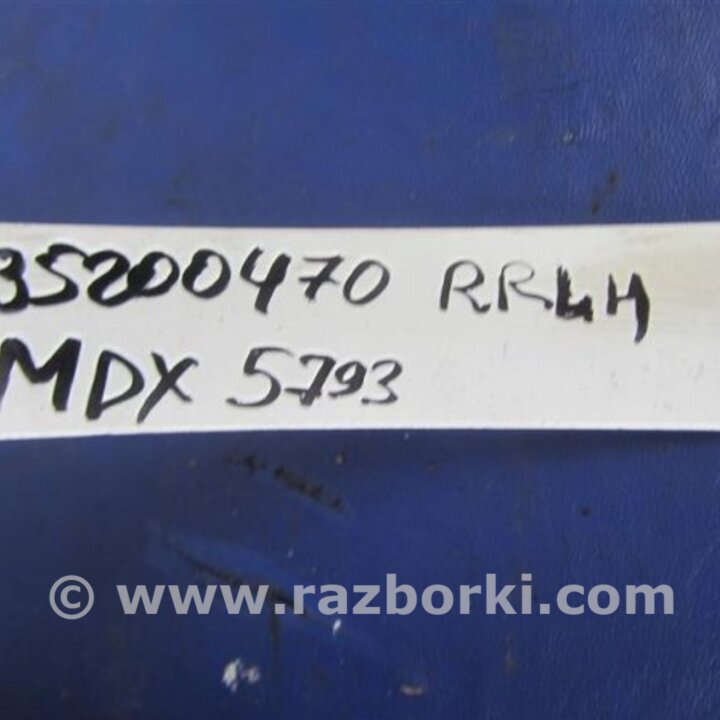 35200470 RRLH
MDX 5793
© www.razborki.com